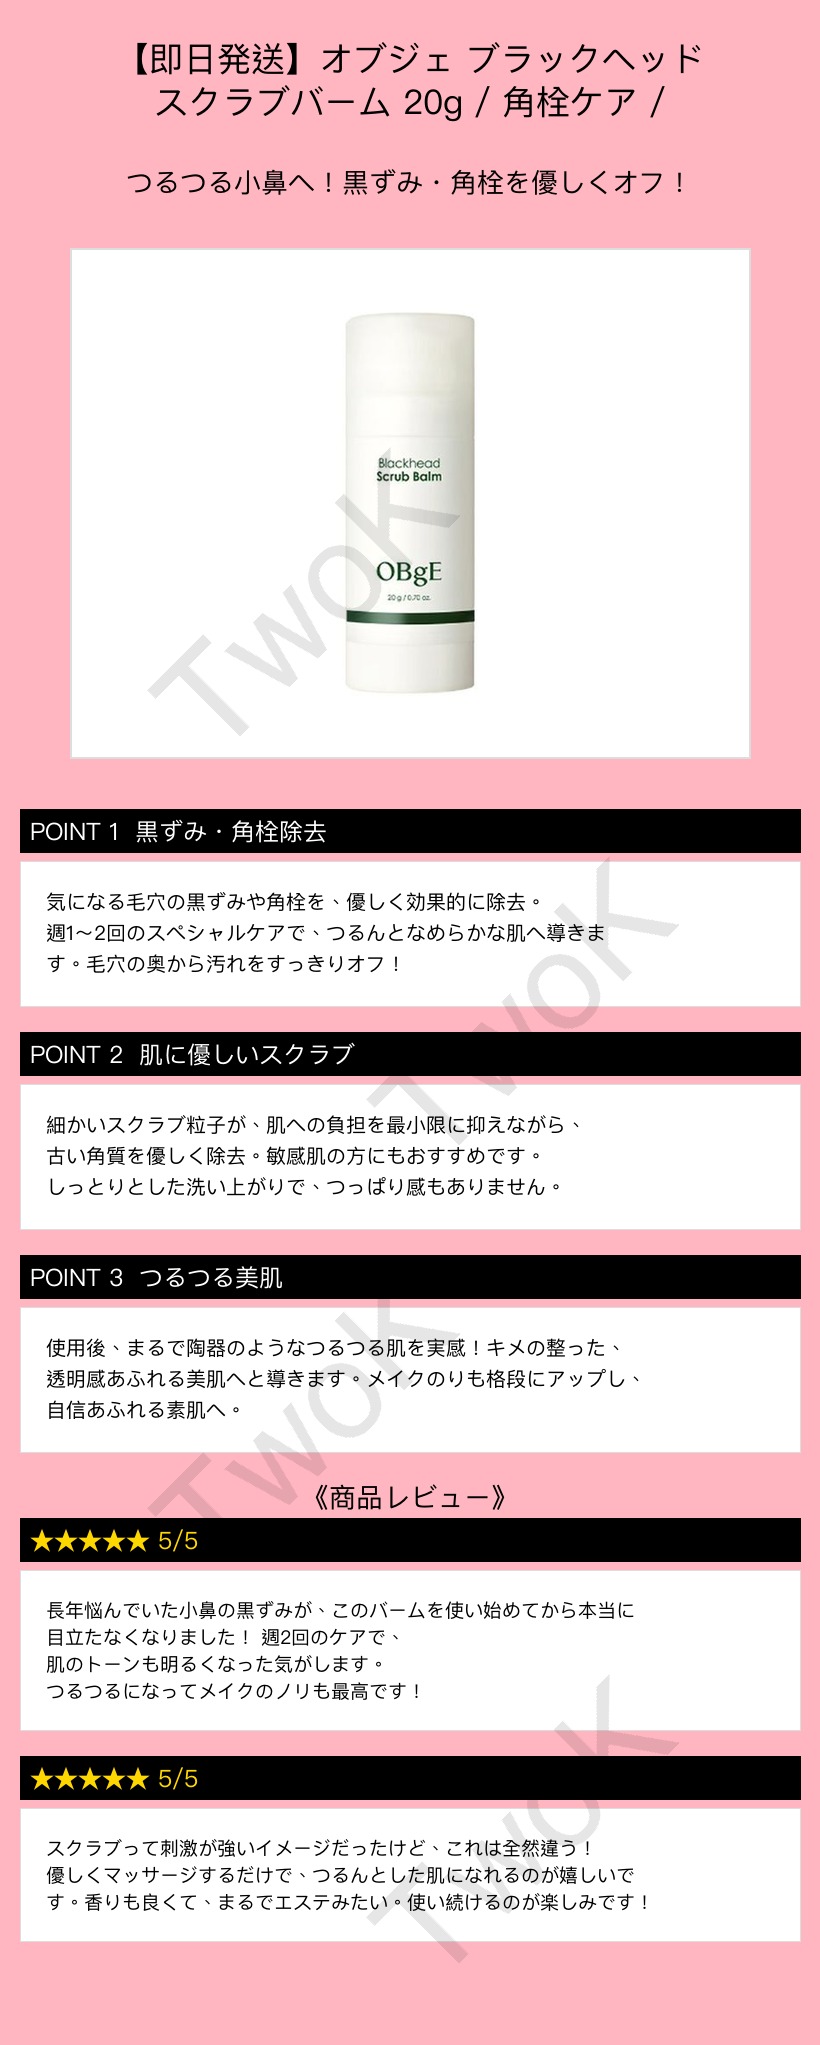 【即日発送】オブジェ ブラックヘッド
スクラブバーム 20g / 角栓ケア /
つるつる小鼻へ！黒ずみ・角栓を優しくオフ！
Blackhead
Scrub Balm
OBgE
20 g / 0.70 oz.
TwoK
POINT 1 黒ずみ・角栓除去
気になる毛穴の黒ずみや角栓を、優しく効果的に除去。
週1〜2回のスペシャルケアで、つるんとなめらかな肌へ導きま
す。毛穴の奥から汚れをすっきりオフ！
TwoK
POINT 2 肌に優しいスクラブ
細かいスクラブ粒子が、肌への負担を最小限に抑えながら、
古い角質を優しく除去。敏感肌の方にもおすすめです。
しっとりとした洗い上がりで、つっぱり感もありません。
POINT 3 つるつる美肌
使用後、まるで陶器のようなつるつる肌を実感！キメの整った、
透明感あふれる美肌へと導きます。メイクのりも格段にアップし、
自信あふれる素肌へ。
TwoK
《商品レビュー》
★★★★★ 5/5
長年悩んでいた小鼻の黒ずみが、このバームを使い始めてから本当に
目立たなくなりました！ 週2回のケアで、
肌のトーンも明るくなった気がします。
つるつるになってメイクのノリも最高です！
★★★★★ 5/5
スクラブって刺激が強いイメージだったけど、これは全然違う！
優しくマッサージするだけで、つるんとした肌になれるのが嬉しいで
す。香りも良くて、まるでエステみたい。使い続けるのが楽しみです！
TwoK